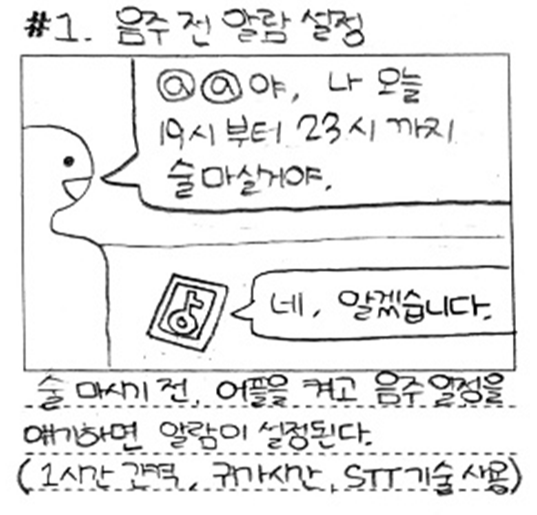 #1. 음주 전 알람 설정
@@야, 나 오늘
19시부터 23시 까지
술 마실거야.
네, 알겠습니다.
술 마시기 전, 어플을 켜고 음주 일정을
얘기하면 알람이 설정된다.
(1시간 간격, 귀가시간, STT기술 사용)